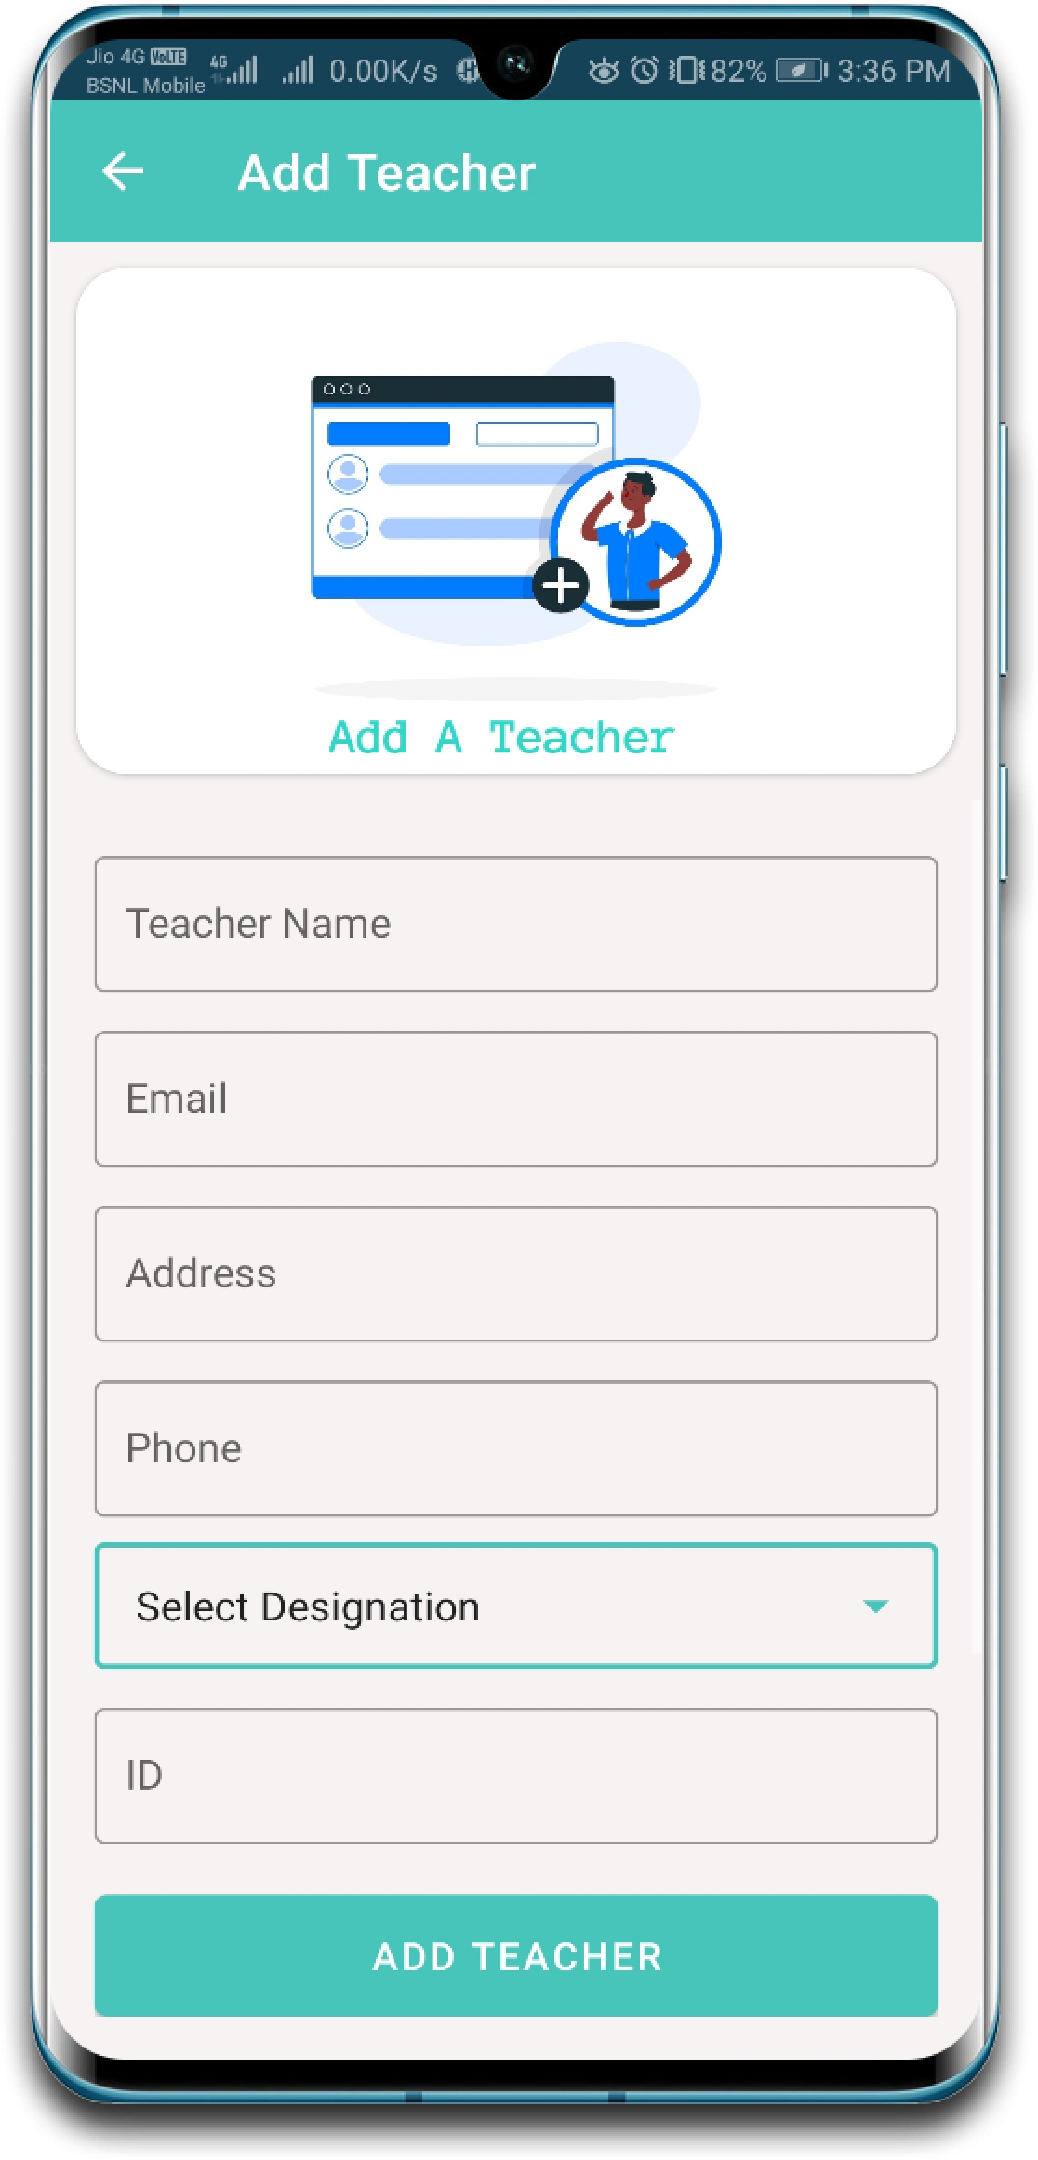 Jio 4G VoLTE
BSNL Mobile
4G
0.00K/s
82%
3:36 PM
Add Teacher
Add A Teacher
Teacher Name
Email
Address
Phone
Select Designation
ID
ADD TEACHER